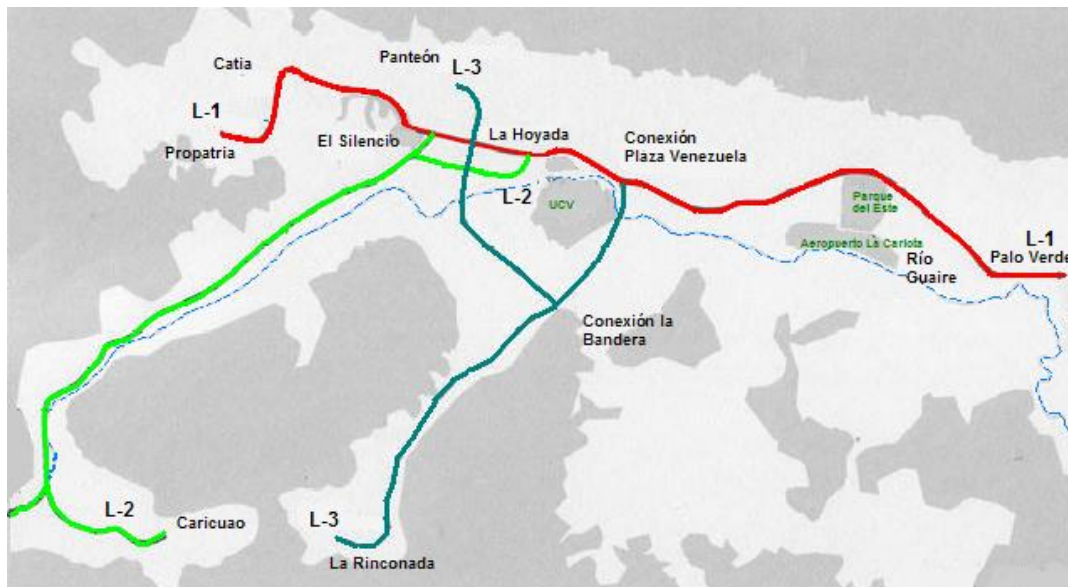 Panteón
L-3
Catia
L-1
El Silencio
La Hoyada
Conexión
Plaza Venezuela
Propatria
L-2
UCV
Parque
del Este
Aeropuerto La Carlota
Río
Guaire
L-1
Palo Verde
Conexión la
Bandera
L-2
Caricuao
L-3
La Rinconada